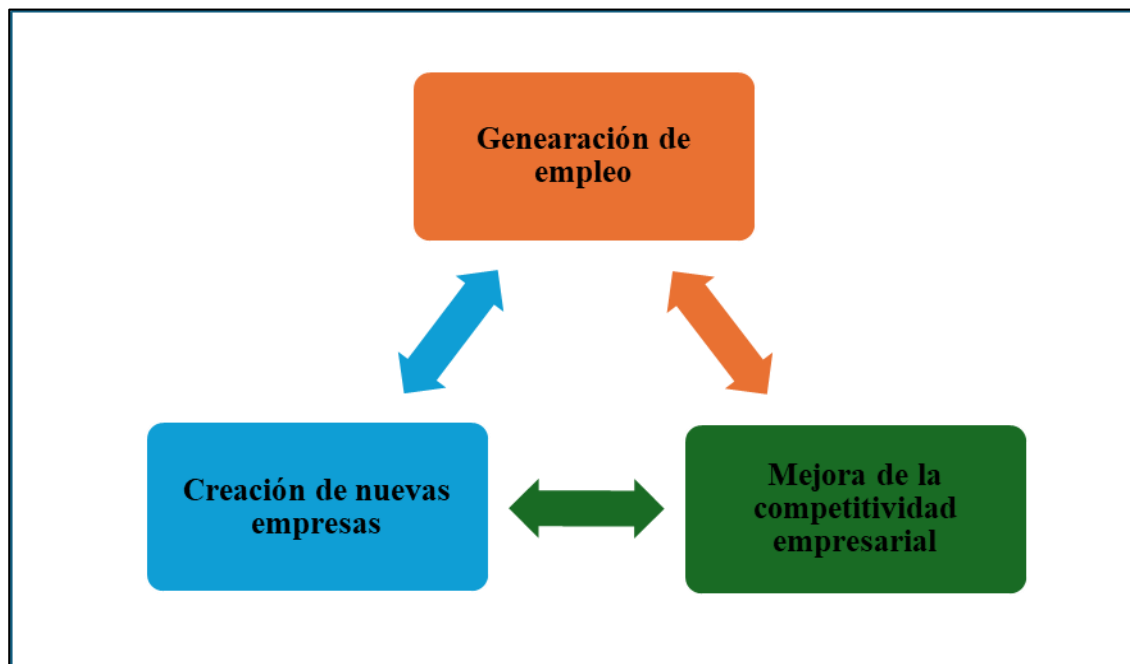 Genearación de
empleo
Creación de nuevas
empresas
Mejora de la
competitividad
empresarial